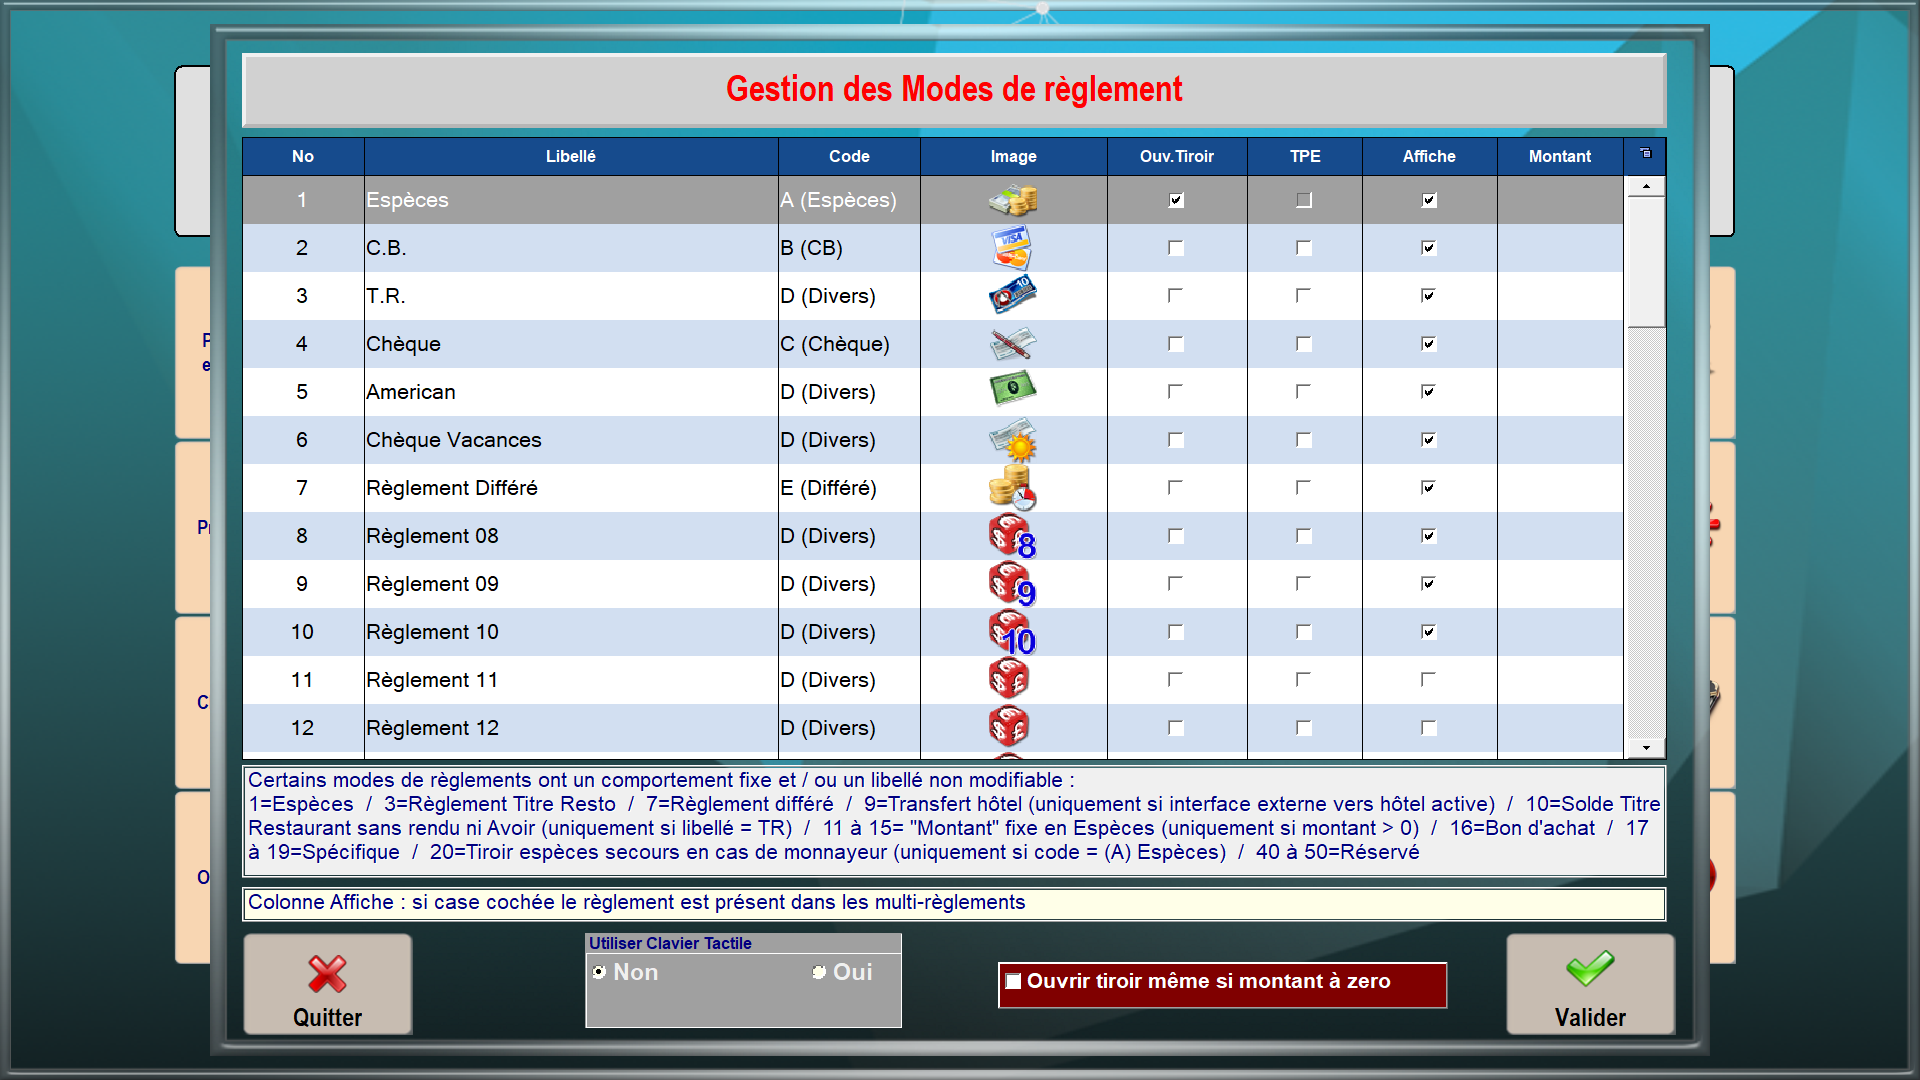 Gestion des Modes de règlement
No Libellé Code Image Ouv.Tiroir TPE Affiche Montant
1 Espèces A (Espèces)
2 C.B. B (CB)
3 T.R. D (Divers)
4 Chèque C (Chèque)
5 American D (Divers)
6 Chèque Vacances D (Divers)
7 Règlement Différé E (Différé)
8 Règlement 08 D (Divers) 8
9 Règlement 09 D (Divers) 9
10 Règlement 10 D (Divers) 10
11 Règlement 11 D (Divers)
12 Règlement 12 D (Divers)
Certains modes de règlements ont un comportement fixe et / ou un libellé non modifiable :
1=Espèces / 3=Règlement Titre Resto / 7=Règlement différé / 9=Transfert hôtel (uniquement si interface externe vers hôtel active) / 10=Solde Titre
Restaurant sans rendu ni Avoir (uniquement si libellé = TR) / 11 à 15= "Montant" fixe en Espèces (uniquement si montant > 0) / 16=Bon d'achat / 17
à 19=Spécifique / 20=Tiroir espèces secours en cas de monnayeur (uniquement si code = (A) Espèces) / 40 à 50=Réservé
Colonne Affiche : si case cochée le règlement est présent dans les multi-règlements
Utiliser Clavier Tactile
Non Oui
Ouvrir tiroir même si montant à zero
Quitter
Valider